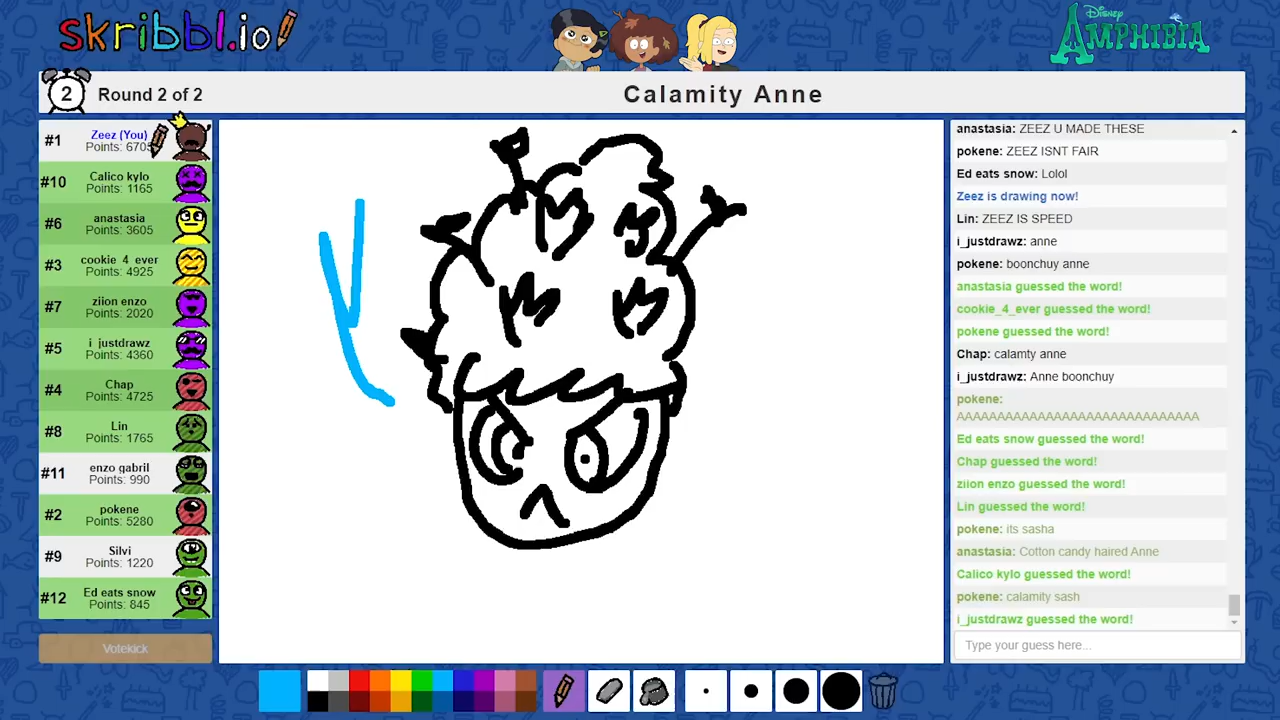 skribbl.io
Disney
AMPHIBIA
2
Round 2 of 2
Calamity Anne
#1
Zeez (You)
Points: 6705
#10
Calico kylo
Points: 1165
#6
anastasia
Points: 3605
#3
cookie_4_ever
Points: 4925
#7
ziion enzo
Points: 2020
#5
i_justdrawz
Points: 4360
#4
Chap
Points: 4725
#8
Lin
Points: 1765
#11
enzo gabril
Points: 990
#2
pokene
Points: 5280
#9
Silvi
Points: 1220
#12
Ed eats snow
Points: 845
Votekick
anastasia: ZEEZ U MADE THESE
pokene: ZEEZ ISNT FAIR
Ed eats snow: Lolol
Zeez is drawing now!
Lin: ZEEZ IS SPEED
i_justdrawz: anne
pokene: boonchuy anne
anastasia guessed the word!
cookie_4_ever guessed the word!
pokene guessed the word!
Chap: calamty anne
i_justdrawz: Anne boonchuy
pokene:
AAAAAAAAAAAAAAAAAAAAAAAAAAAAAA
Ed eats snow guessed the word!
Chap guessed the word!
ziion enzo guessed the word!
Lin guessed the word!
pokene: its sasha
anastasia: Cotton candy haired Anne
Calico kylo guessed the word!
pokene: calamity sash
i_justdrawz guessed the word!
Type your guess here...